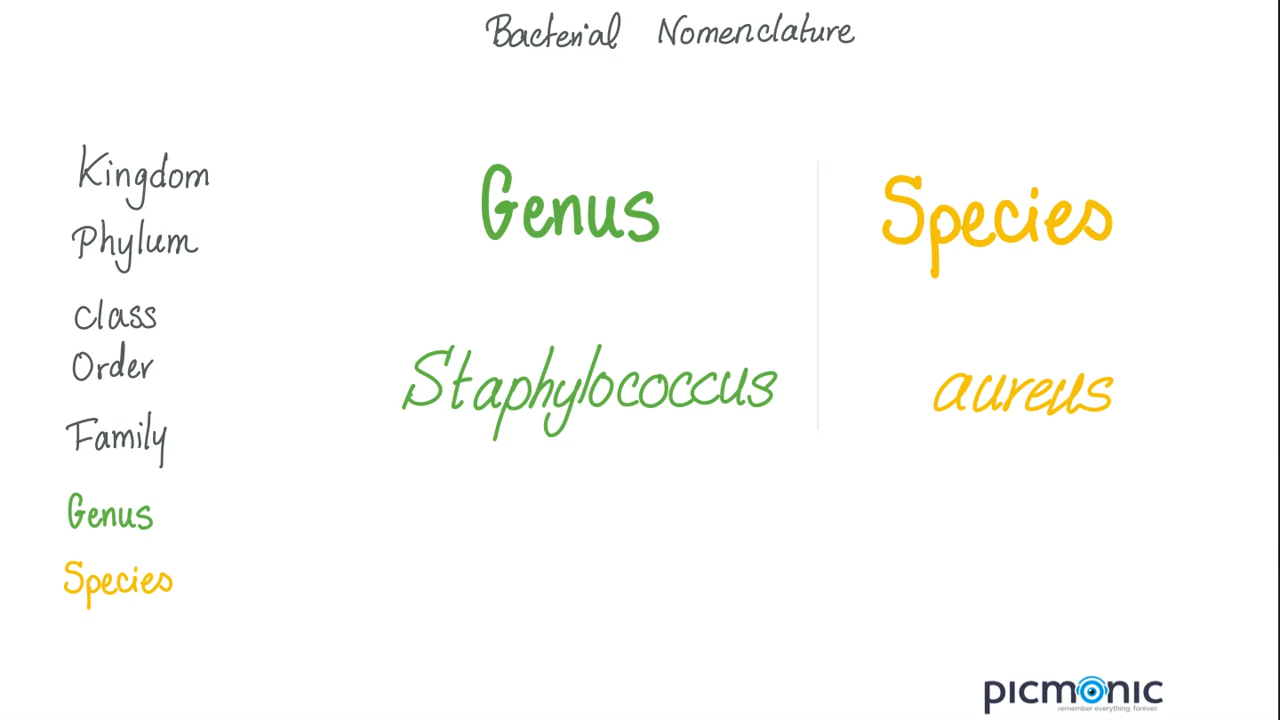 Bacterial Nomenclature
Kingdom
Phylum
Class
Order
Family
Genus
Species
Genus
Species
Staphylococcus
aureus
picmonic
remember everything. forever.